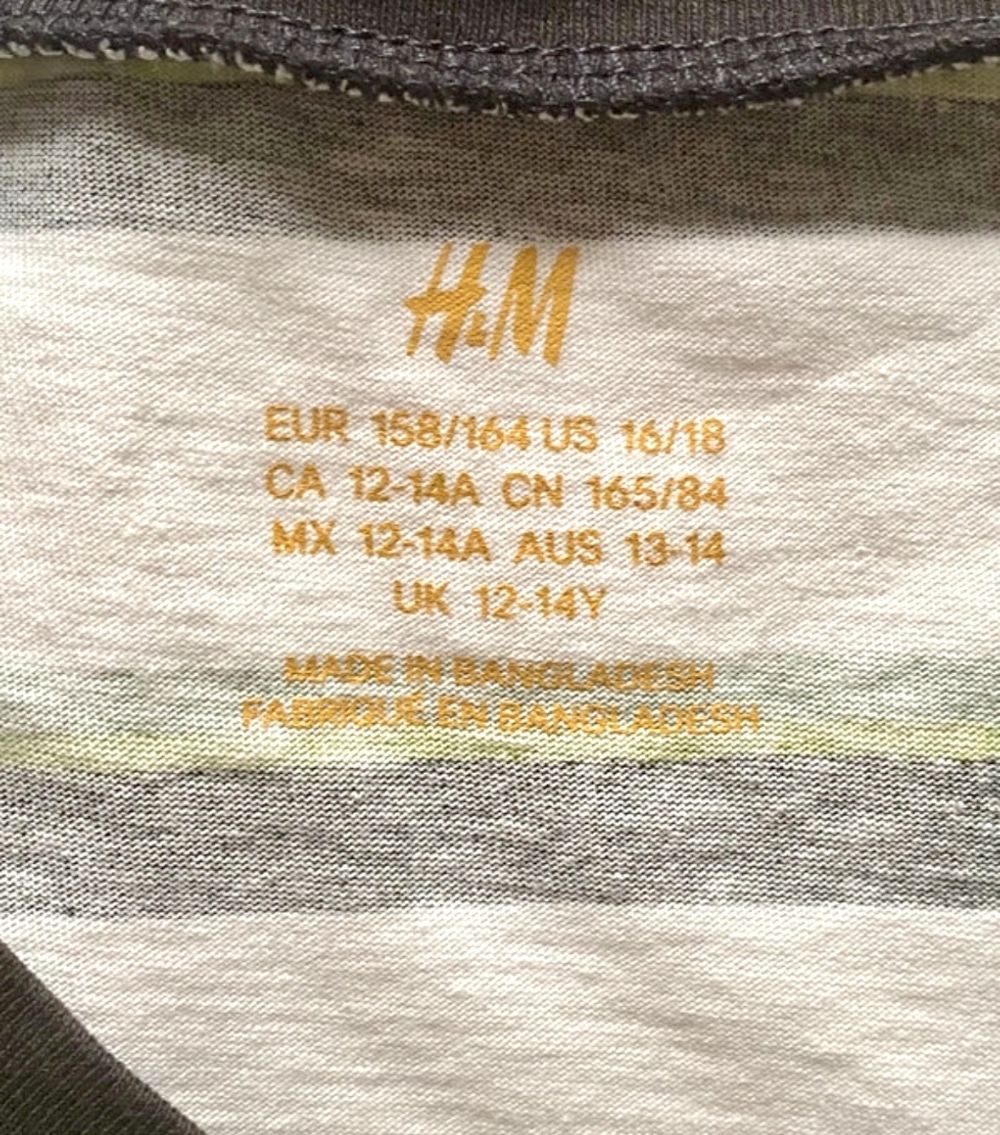 H&M
EUR 158/164 US 16/18
CA 12-14A CN 165/84
MX 12-14A AUS 13-14
UK 12-14Y
MADE IN BANGLADESH
FABRIQUÉ EN BANGLADESH